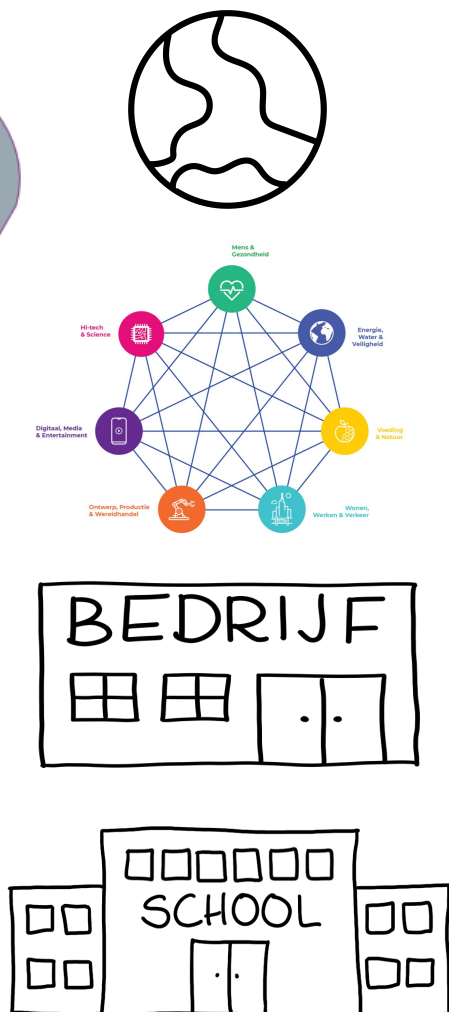 Mens &
Gezondheid
Hi-tech
& Science
Energie,
Water &
Veiligheid
Digitaal, Media
& Entertainment
Voeding
& Natuur
Ontwerp, Productie
& Wereldhandel
Wonen,
Werken & Verkeer
BEDRIJF
SCHOOL